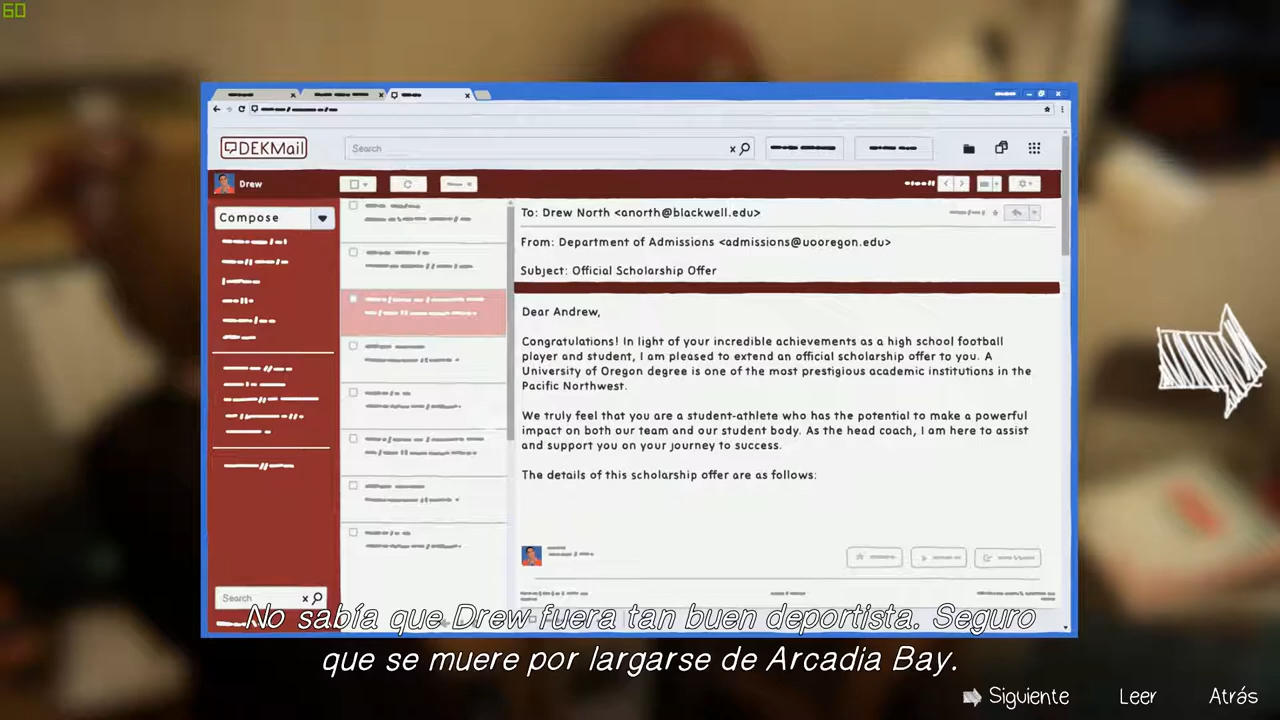 60
DEKMail
Search
x
Drew
Compose
To: Drew North <anorth@blackwell.edu>
From: Department of Admissions <admissions@uooregon.edu>
Subject: Official Scholarship Offer
Dear Andrew,
Congratulations! In light of your incredible achievements as a high school football
player and student, I am pleased to extend an official scholarship offer to you. A
University of Oregon degree is one of the most prestigious academic institutions in the
Pacific Northwest.
We truly feel that you are a student-athlete who has the potential to make a powerful
impact on both our team and our student body. As the head coach, I am here to assist
and support you on your journey to success.
The details of this scholarship offer are as follows:
Search x
No sabía que Drew fuera tan buen deportista. Seguro
que se muere por largarse de Arcadia Bay.
Siguiente Leer Atrás